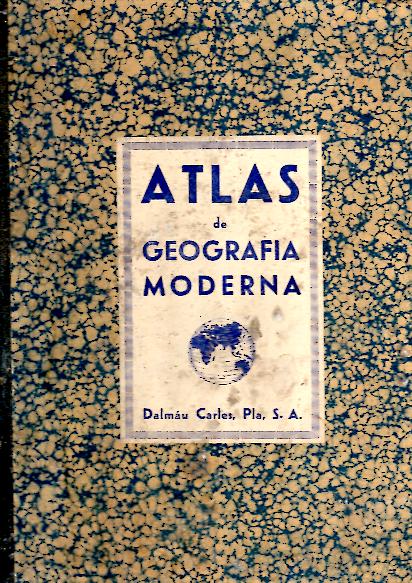 ATLAS
de
GEOGRAFIA
MODERNA
Dalmáu Carles, Pla, S. A.